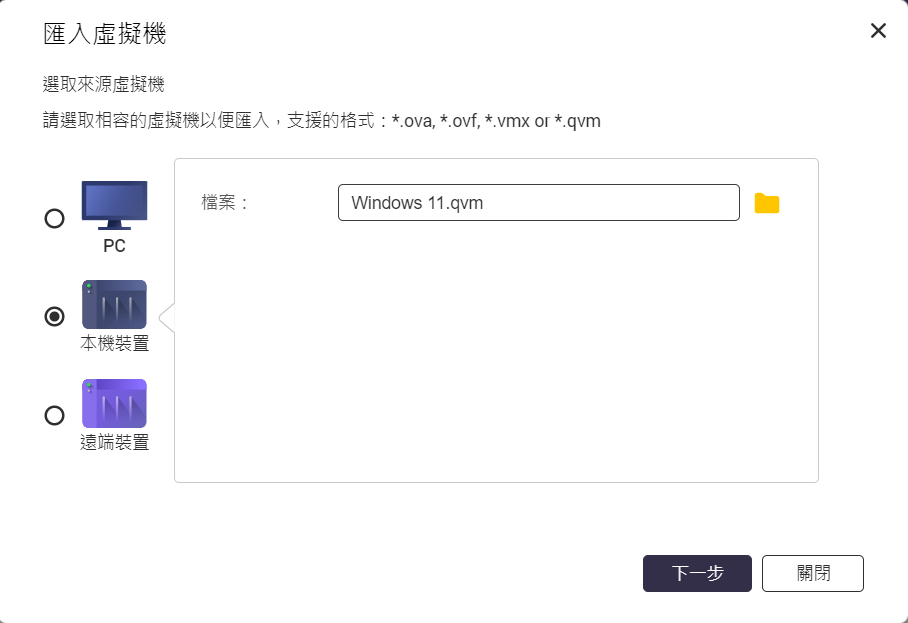 匯入虛擬機
選取來源虛擬機
請選取相容的虛擬機以便匯入，支援的格式：*.ova, *.ovf, *.vmx or *.qvm
PC
本機裝置
遠端裝置
檔案：
Windows 11.qvm
下一步
關閉